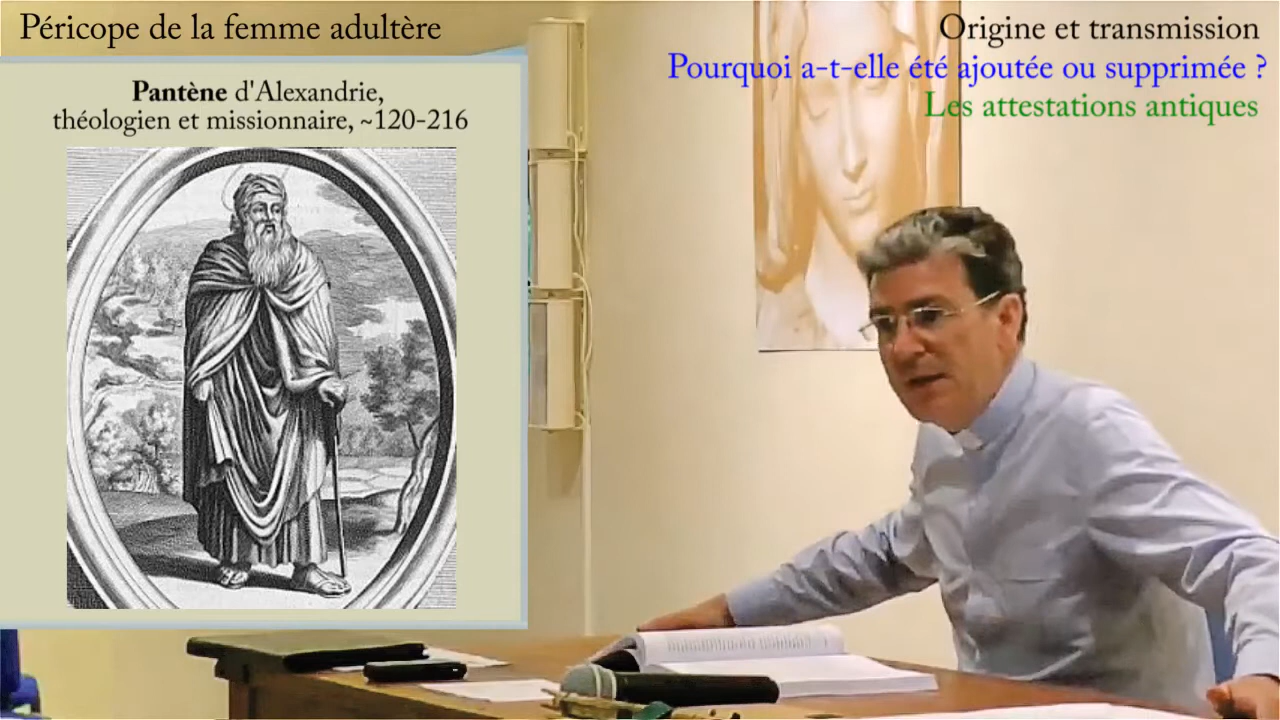 Péricope de la femme adultère
Origine et transmission
Pourquoi a-t-elle été ajoutée ou supprimée ?
Les attestations antiques
Pantène d'Alexandrie,
théologien et missionnaire, ~120-216